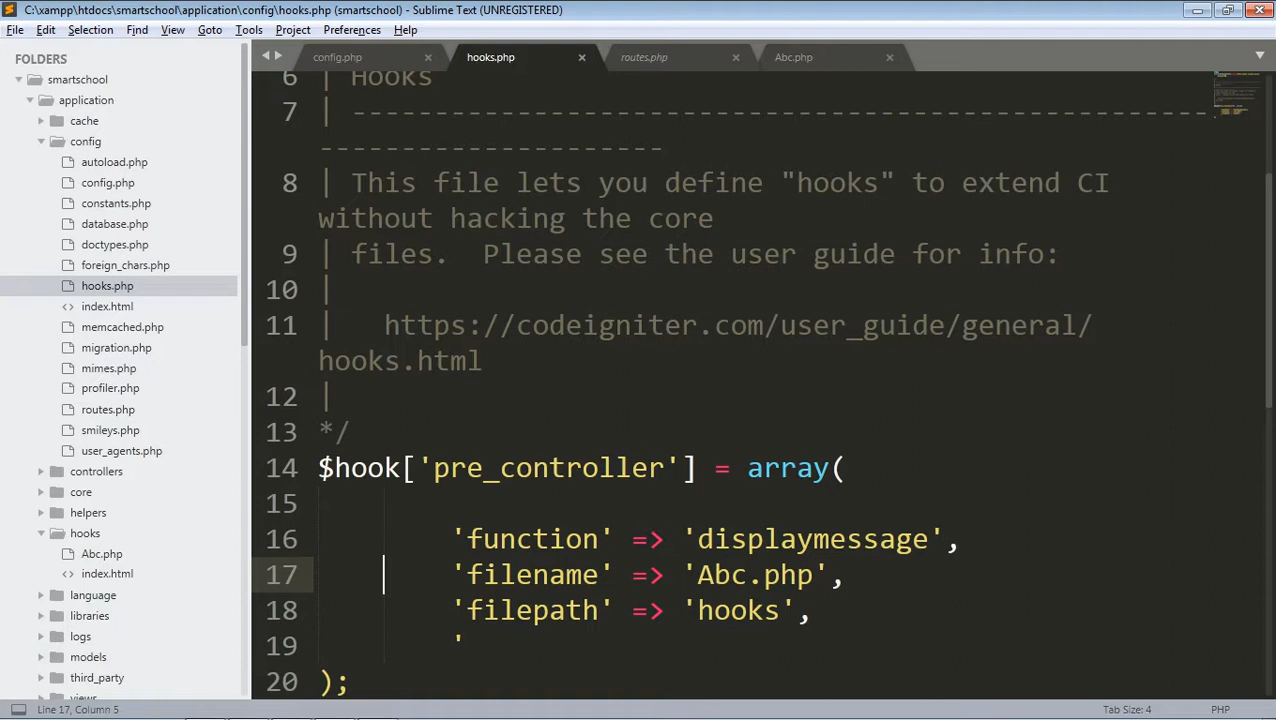 C:\xampp\htdocs\smartschool\application\config\hooks.php (smartschool) - Sublime Text (UNREGISTERED)
File Edit Selection Find View Goto Tools Project Preferences Help
FOLDERS
smartschool
application
cache
config
autoload.php
config.php
constants.php
database.php
doctypes.php
foreign_chars.php
hooks.php
index.html
memcached.php
migration.php
mimes.php
profiler.php
routes.php
smileys.php
user_agents.php
controllers
core
helpers
hooks
Abc.php
index.html
language
libraries
logs
models
third_party
views
config.php hooks.php routes.php Abc.php
6 | Hooks
7 | ----------------------------------------------------
---------------------
8 | This file lets you define "hooks" to extend CI
without hacking the core
9 | files.  Please see the user guide for info:
10 |
11 |   https://codeigniter.com/user_guide/general/
hooks.html
12 |
13 */
14 $hook['pre_controller'] = array(
15
16 'function' => 'displaymessage',
17 'filename' => 'Abc.php',
18 'filepath' => 'hooks',
19 '
20 );
Line 17, Column 5 Tab Size: 4 PHP